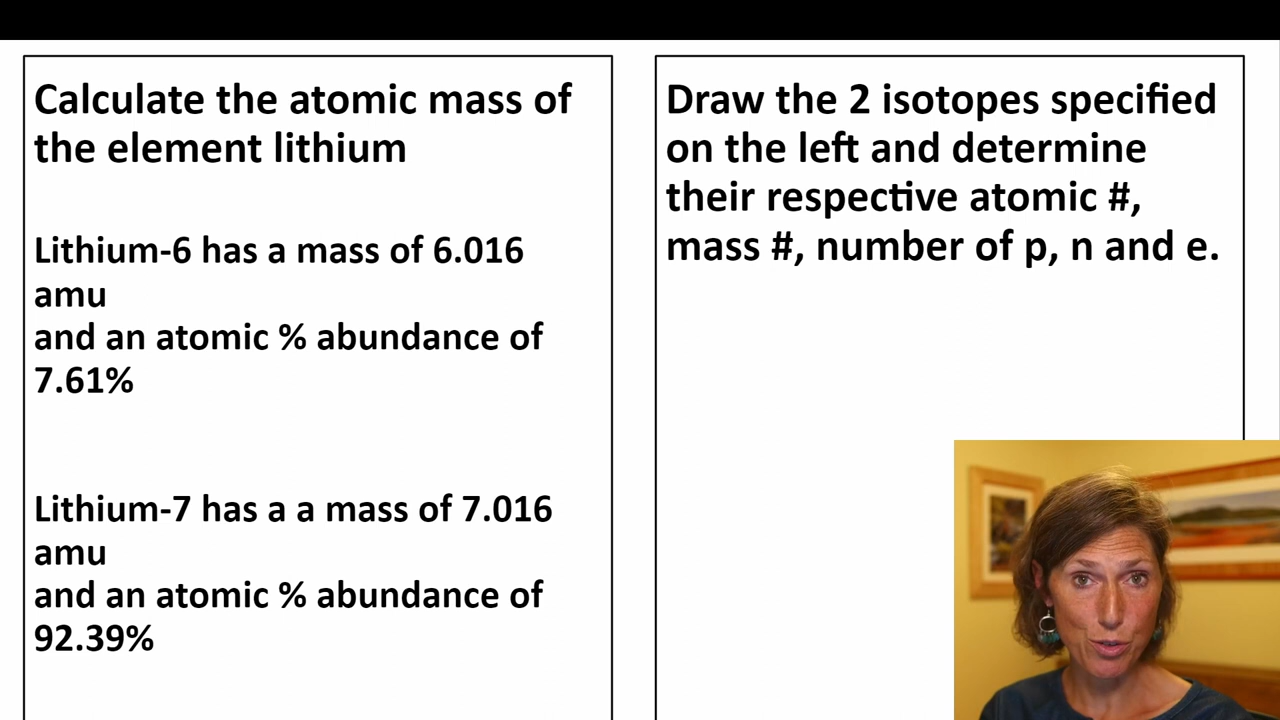 Calculate the atomic mass of
the element lithium
Lithium-6 has a mass of 6.016
amu
and an atomic % abundance of
7.61%
Lithium-7 has a a mass of 7.016
amu
and an atomic % abundance of
92.39%
Draw the 2 isotopes specified
on the left and determine
their respective atomic #,
mass #, number of p, n and e.